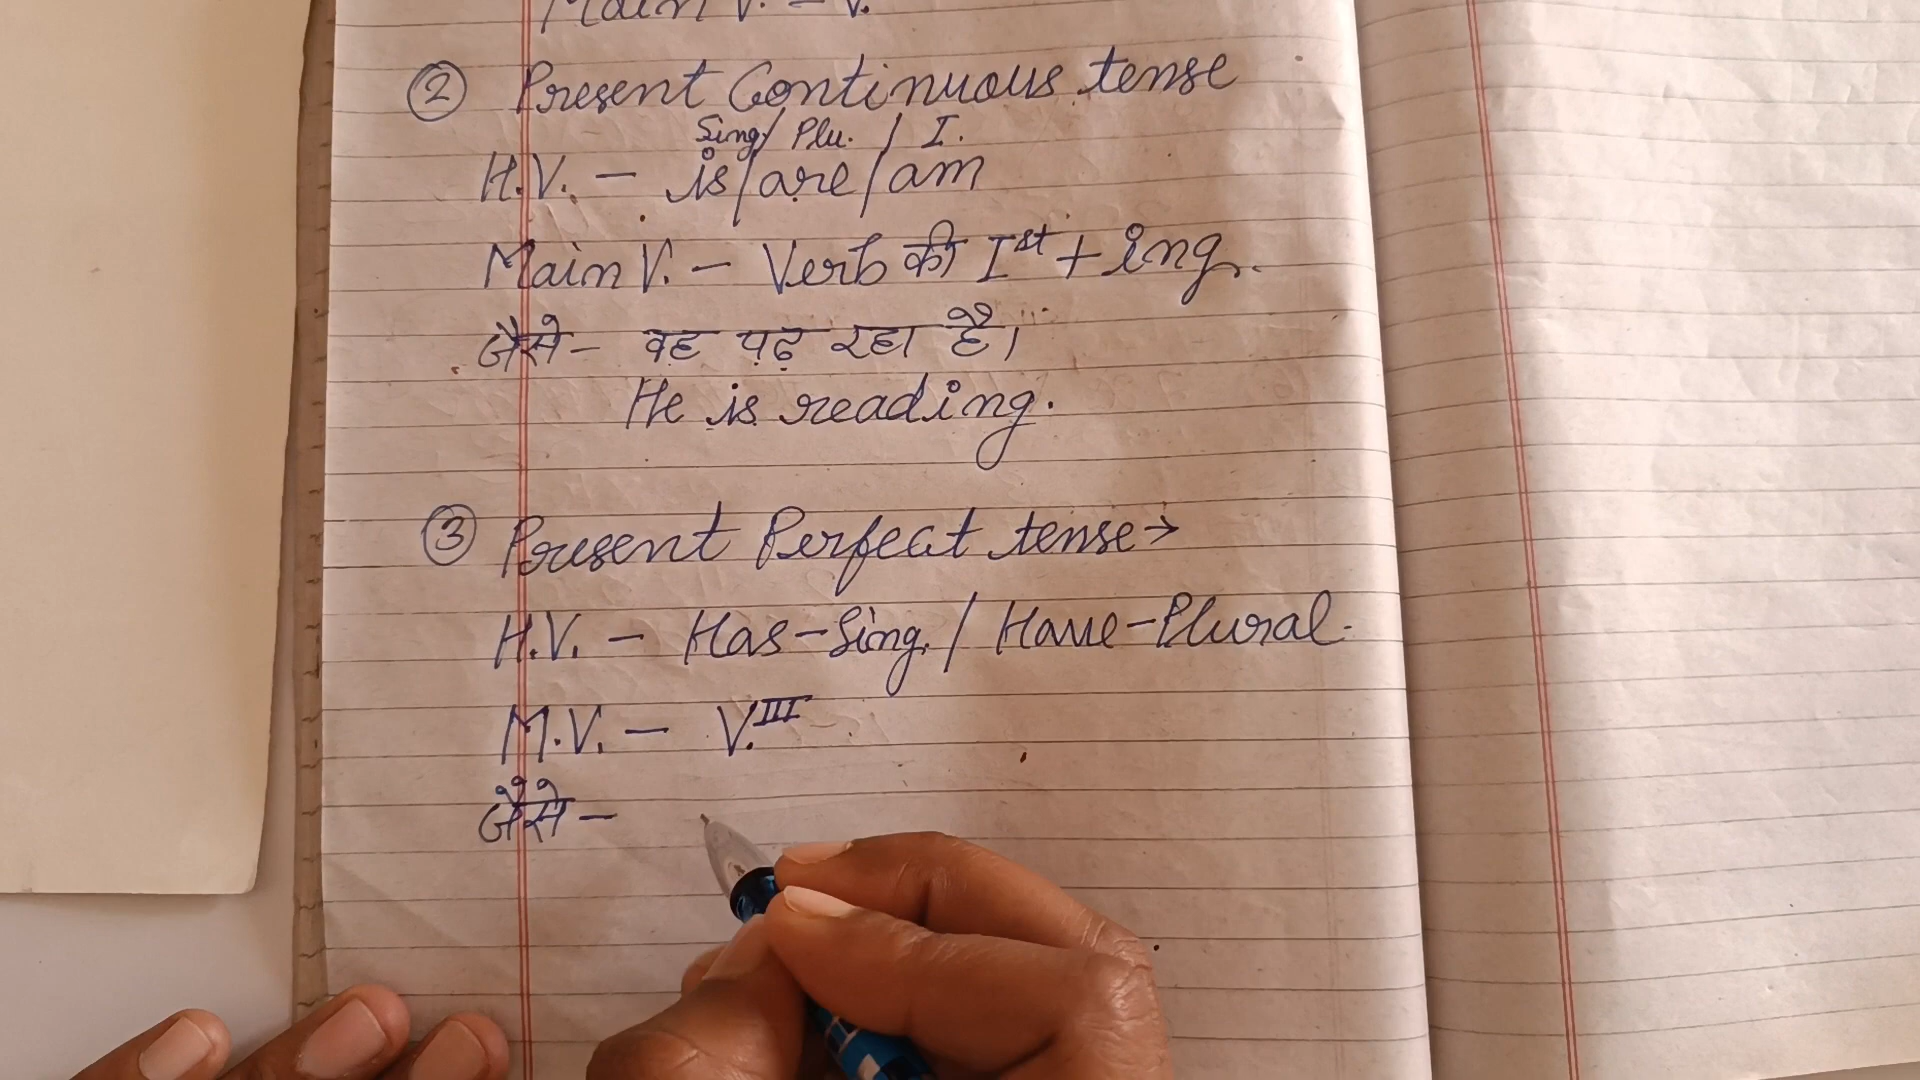 Main V. - V.
② Present Continuous tense
Sing/ Plu. / I.
H.V. - is/are/am
Main V. - Verb की Ist + ing.
जैसे- वह पढ़ रहा है।
He is reading.
③ Present Perfect tense→
H.V. - Has-Sing. / Have-Plural.
M.V. - V.III
जैसे-